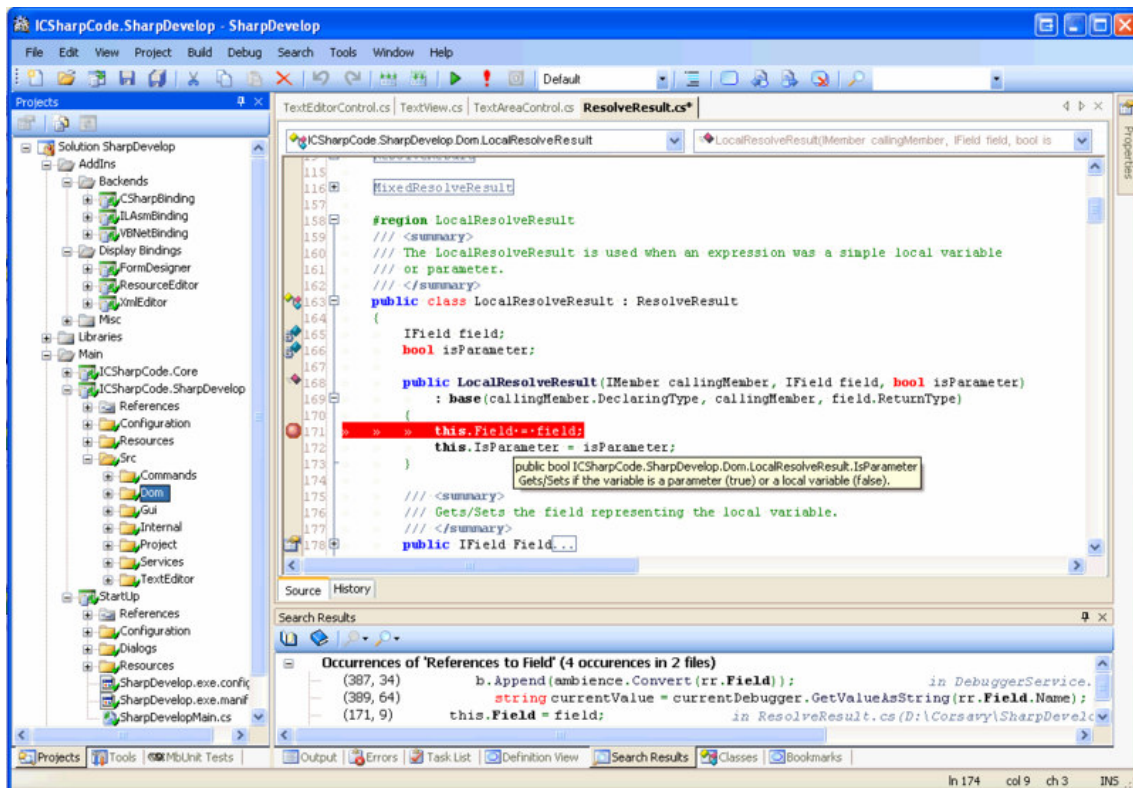 ICSharpCode.SharpDevelop - SharpDevelop
File Edit View Project Build Debug Search Tools Window Help
Default
Projects
Solution SharpDevelop
AddIns
Backends
CSharpBinding
ILAsmBinding
VBNetBinding
Display Bindings
FormDesigner
ResourceEditor
XmlEditor
Misc
Libraries
Main
ICSharpCode.Core
ICSharpCode.SharpDevelop
References
Configuration
Resources
Src
Commands
Dom
Gui
Internal
Project
Services
TextEditor
StartUp
References
Configuration
Dialogs
Resources
SharpDevelop.exe.config
SharpDevelop.exe.manif
SharpDevelopMain.cs
Projects Tools MbUnit Tests
TextEditorControl.cs TextView.cs TextAreaControl.cs ResolveResult.cs*
ICSharpCode.SharpDevelop.Dom.LocalResolveResult LocalResolveResult(IMember callingMember, IField field, bool is
115
116 MixedResolveResult
157
158 #region LocalResolveResult
159 /// <summary>
160 /// The LocalResolveResult is used when an expression was a simple local variable
161 /// or parameter.
162 /// </summary>
163 public class LocalResolveResult : ResolveResult
164 {
165 IField field;
166 bool isParameter;
167
168 public LocalResolveResult(IMember callingMember, IField field, bool isParameter)
169 : base(callingMember.DeclaringType, callingMember, field.ReturnType)
170 {
171 » » » this.Field·=·field;
172 this.IsParameter = isParameter;
173 }
public bool ICSharpCode.SharpDevelop.Dom.LocalResolveResult.IsParameter
Gets/Sets if the variable is a parameter (true) or a local variable (false).
174
175 /// <summary>
176 /// Gets/Sets the field representing the local variable.
177 /// </summary>
178 public IField Field...
Source History
Properties
Search Results
Occurrences of 'References to Field' (4 occurences in 2 files)
(387, 34) b.Append(ambience.Convert(rr.Field)); in DebuggerService.
(389, 64) string currentValue = currentDebugger.GetValueAsString(rr.Field.Name);
(171, 9) this.Field = field; in ResolveResult.cs(D:\Corsavy\SharpDevelo
Output Errors Task List Definition View Search Results Classes Bookmarks
ln 174 col 9 ch 3 INS